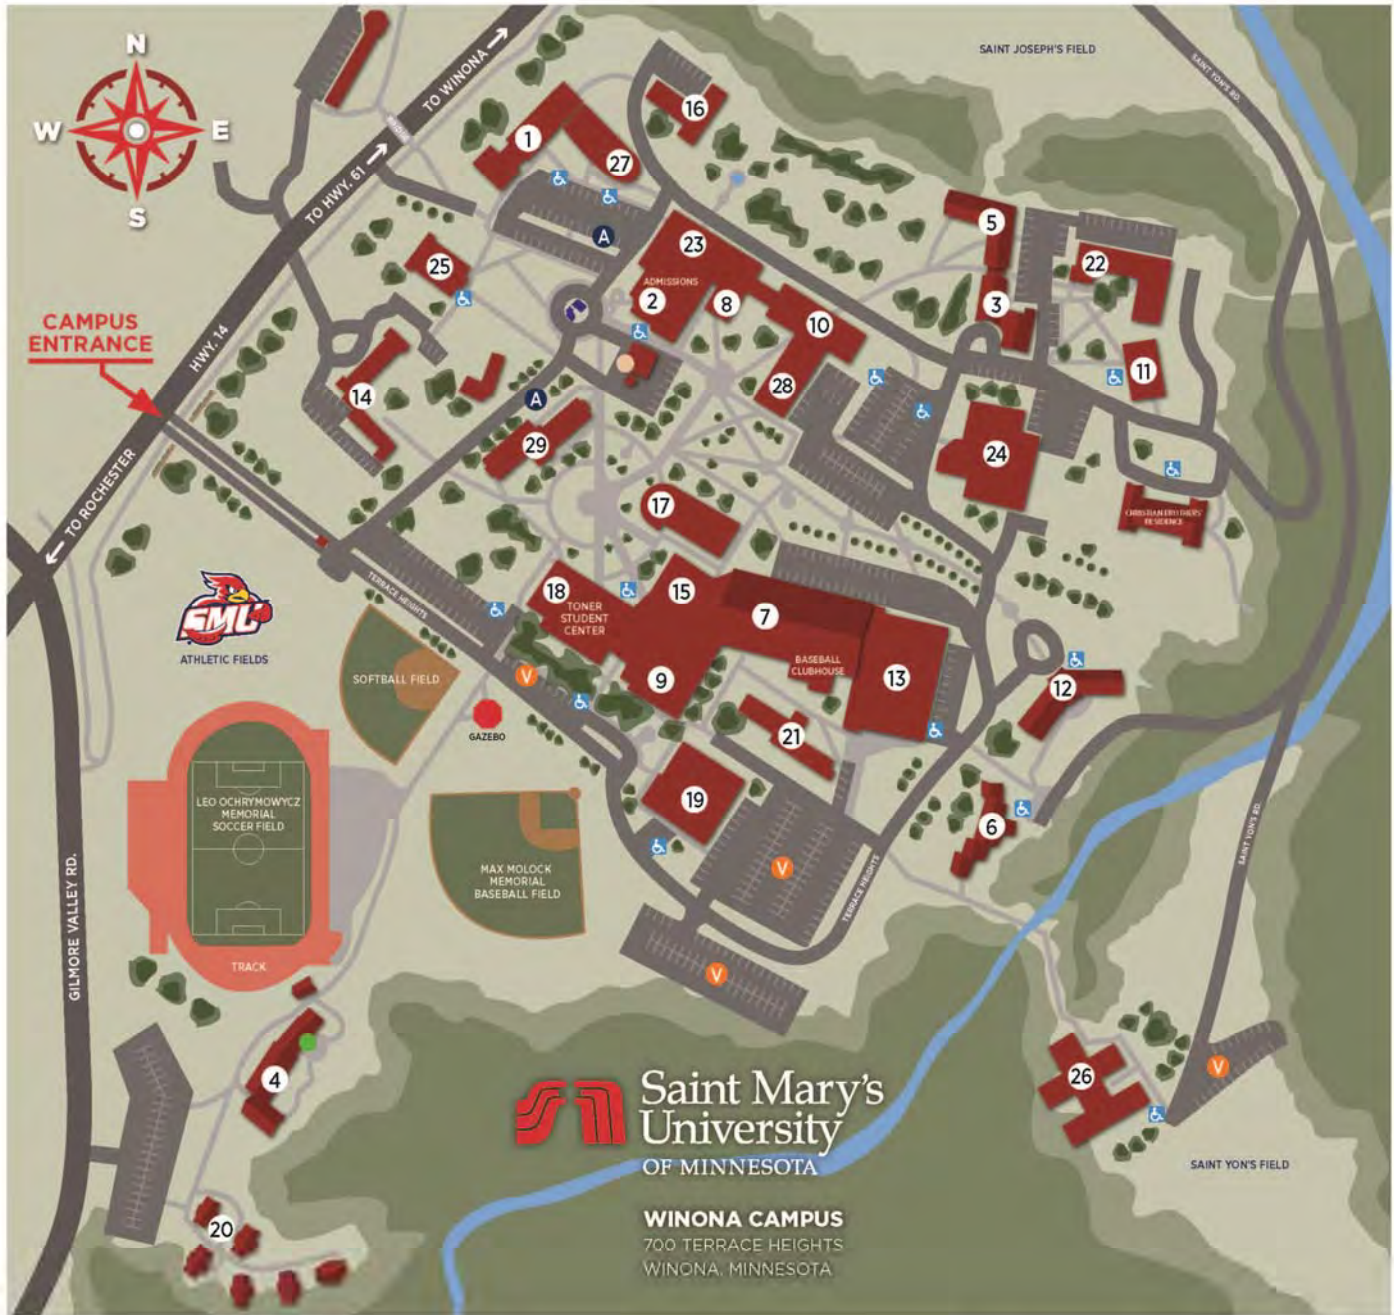 N
W
E
S
TO WINONA
BRIDGE
TO HWY. 61
HWY. 14
TO ROCHESTER
CAMPUS
ENTRANCE
SAINT JOSEPH'S FIELD
SAINT YON'S RD.
16
1
27
A
23
ADMISSIONS
2
8
10
28
5
22
3
11
25
14
A
29
24
17
CHRISTIAN BROTHERS'
RESIDENCE
18
TONER
STUDENT
CENTER
15
7
BASEBALL
CLUBHOUSE
9
13
12
21
19
6
TERRACE HEIGHTS
V
SMU
ATHLETIC FIELDS
SOFTBALL FIELD
GAZEBO
LEO OCHRYMOWYCZ
MEMORIAL
SOCCER FIELD
TRACK
MAX MOLOCK
MEMORIAL
BASEBALL FIELD
GILMORE VALLEY RD.
V
V
TERRACE HEIGHTS
SAINT YON'S RD.
4
20
26
V
SAINT YON'S FIELD
Saint Mary's
University
OF MINNESOTA
WINONA CAMPUS
700 TERRACE HEIGHTS
WINONA, MINNESOTA